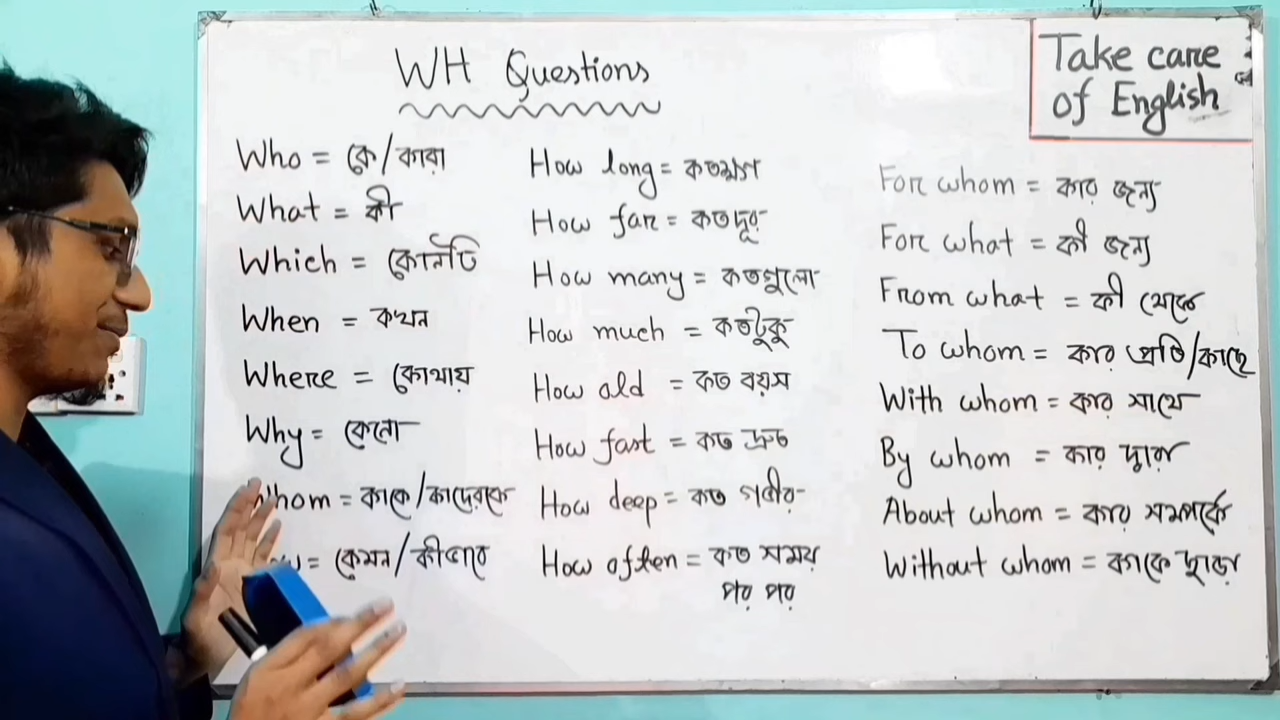 WH Questions
Take care
of English
Who = কে/কারা
What = কী
Which = কোনটি
When = কখন
Where = কোথায়
Why = কেনো
Whom = কাকে/কাদেরকে
= কেমন/কীভাবে
How long = কতক্ষণ
How far = কতদূর
How many = কতগুলো
How much = কতটুকু
How old = কত বয়স
How fast = কত দ্রুত
How deep = কত গভীর
How often = কত সময়
পর পর
For whom = কার জন্য
For what = কী জন্য
From what = কী থেকে
To whom = কার প্রতি/কাছে
With whom = কার সাথে
By whom = কার দ্বারা
About whom = কার সম্পর্কে
Without whom = কাকে ছাড়া